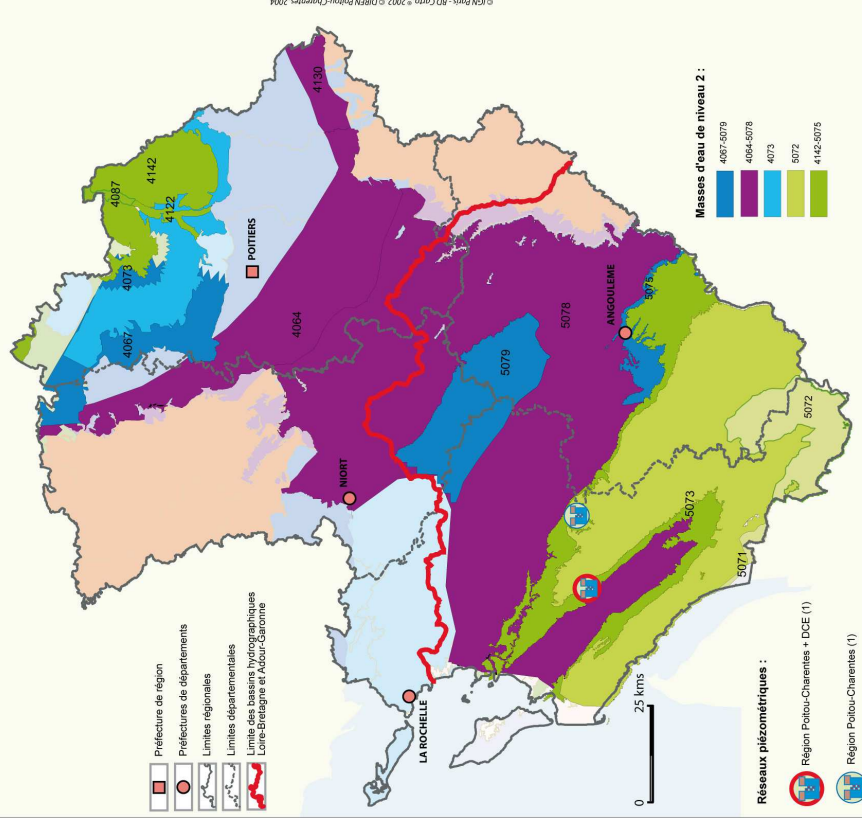 © IGN Paris - BD Carto ® 2002 © DIREN Poitou-Charentes 2004
Préfecture de région
Préfectures de départements
Limites régionales
Limites départementales
Limite des bassins hydrographiques
Loire-Bretagne et Adour-Garonne
4130
4142
4087
4122
4073
4067
POITIERS
4064
NIORT
LA ROCHELLE
5079
5078
ANGOULEME
5075
5072
5073
5071
0
25 kms
Masses d'eau de niveau 2 :
4067-5079
4064-5078
4073
5072
4142-5075
Réseaux piézométriques :
Région Poitou-Charentes + DCE (1)
Région Poitou-Charentes (1)